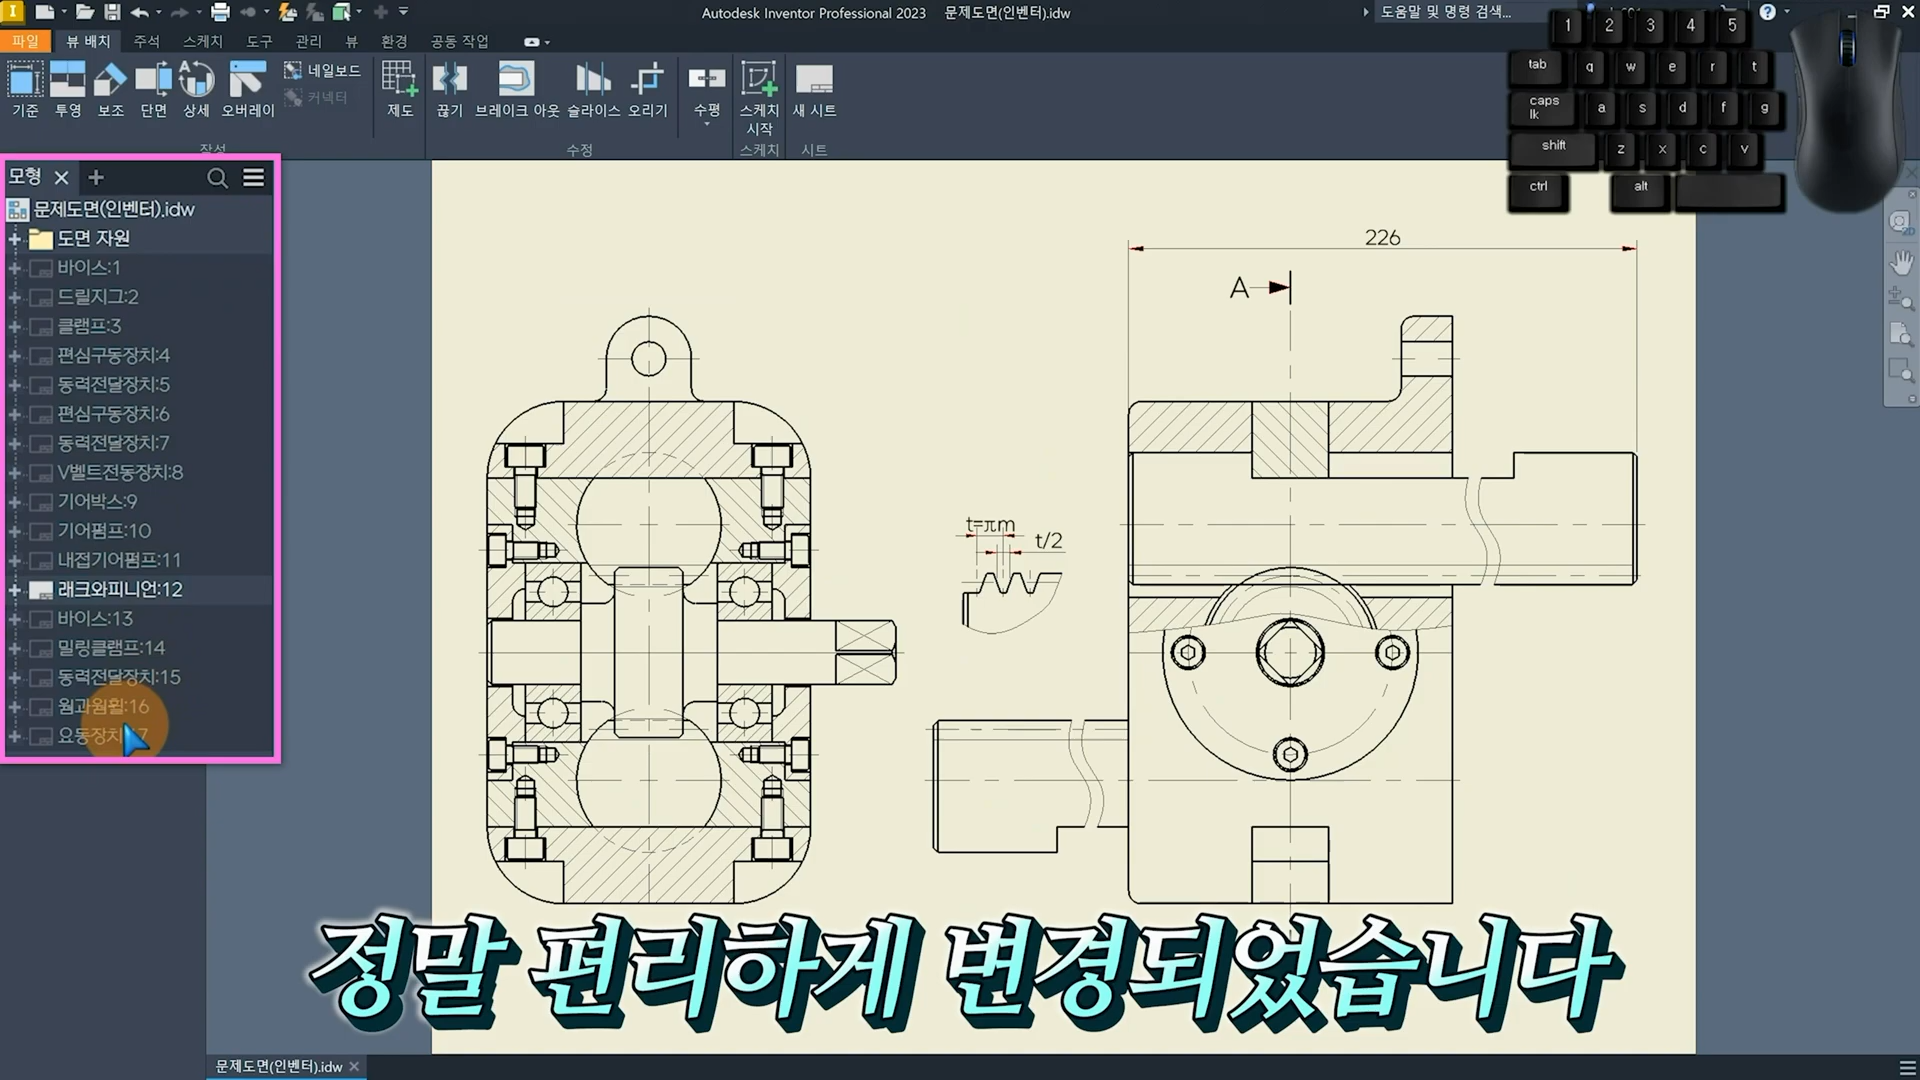 Autodesk Inventor Professional 2023 문제도면(인벤터).idw
도움말 및 명령 검색...
파일 뷰 배치 주석 스케치 도구 관리 뷰 환경 공동 작업
기준 투영 보조 단면 상세 오버레이
네일보드
커넥터
제도
끊기 브레이크 아웃 슬라이스 오리기
수평
스케치
시작
새 시트
작성 수정 스케치 시트
1 2 3 4 5
tab q w e r t
caps
lk
a s d f g
shift z x c v
ctrl alt
모형
문제도면(인벤터).idw
도면 자원
바이스:1
드릴지그:2
클램프:3
편심구동장치:4
동력전달장치:5
편심구동장치:6
동력전달장치:7
V벨트전동장치:8
기어박스:9
기어펌프:10
내접기어펌프:11
래크와피니언:12
바이스:13
밀링클램프:14
동력전달장치:15
웜과웜휠:16
요동장치
226
A
t=πm
t/2
2D
정말 편리하게 변경되었습니다
문제도면(인벤터).idw